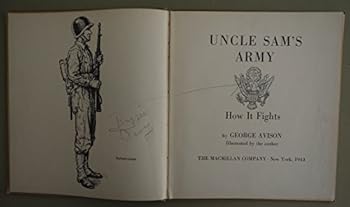 UNCLE SAM'S
ARMY
How It Fights
by GEORGE AVISON
Illustrated by the author
THE MACMILLAN COMPANY · New York, 1943